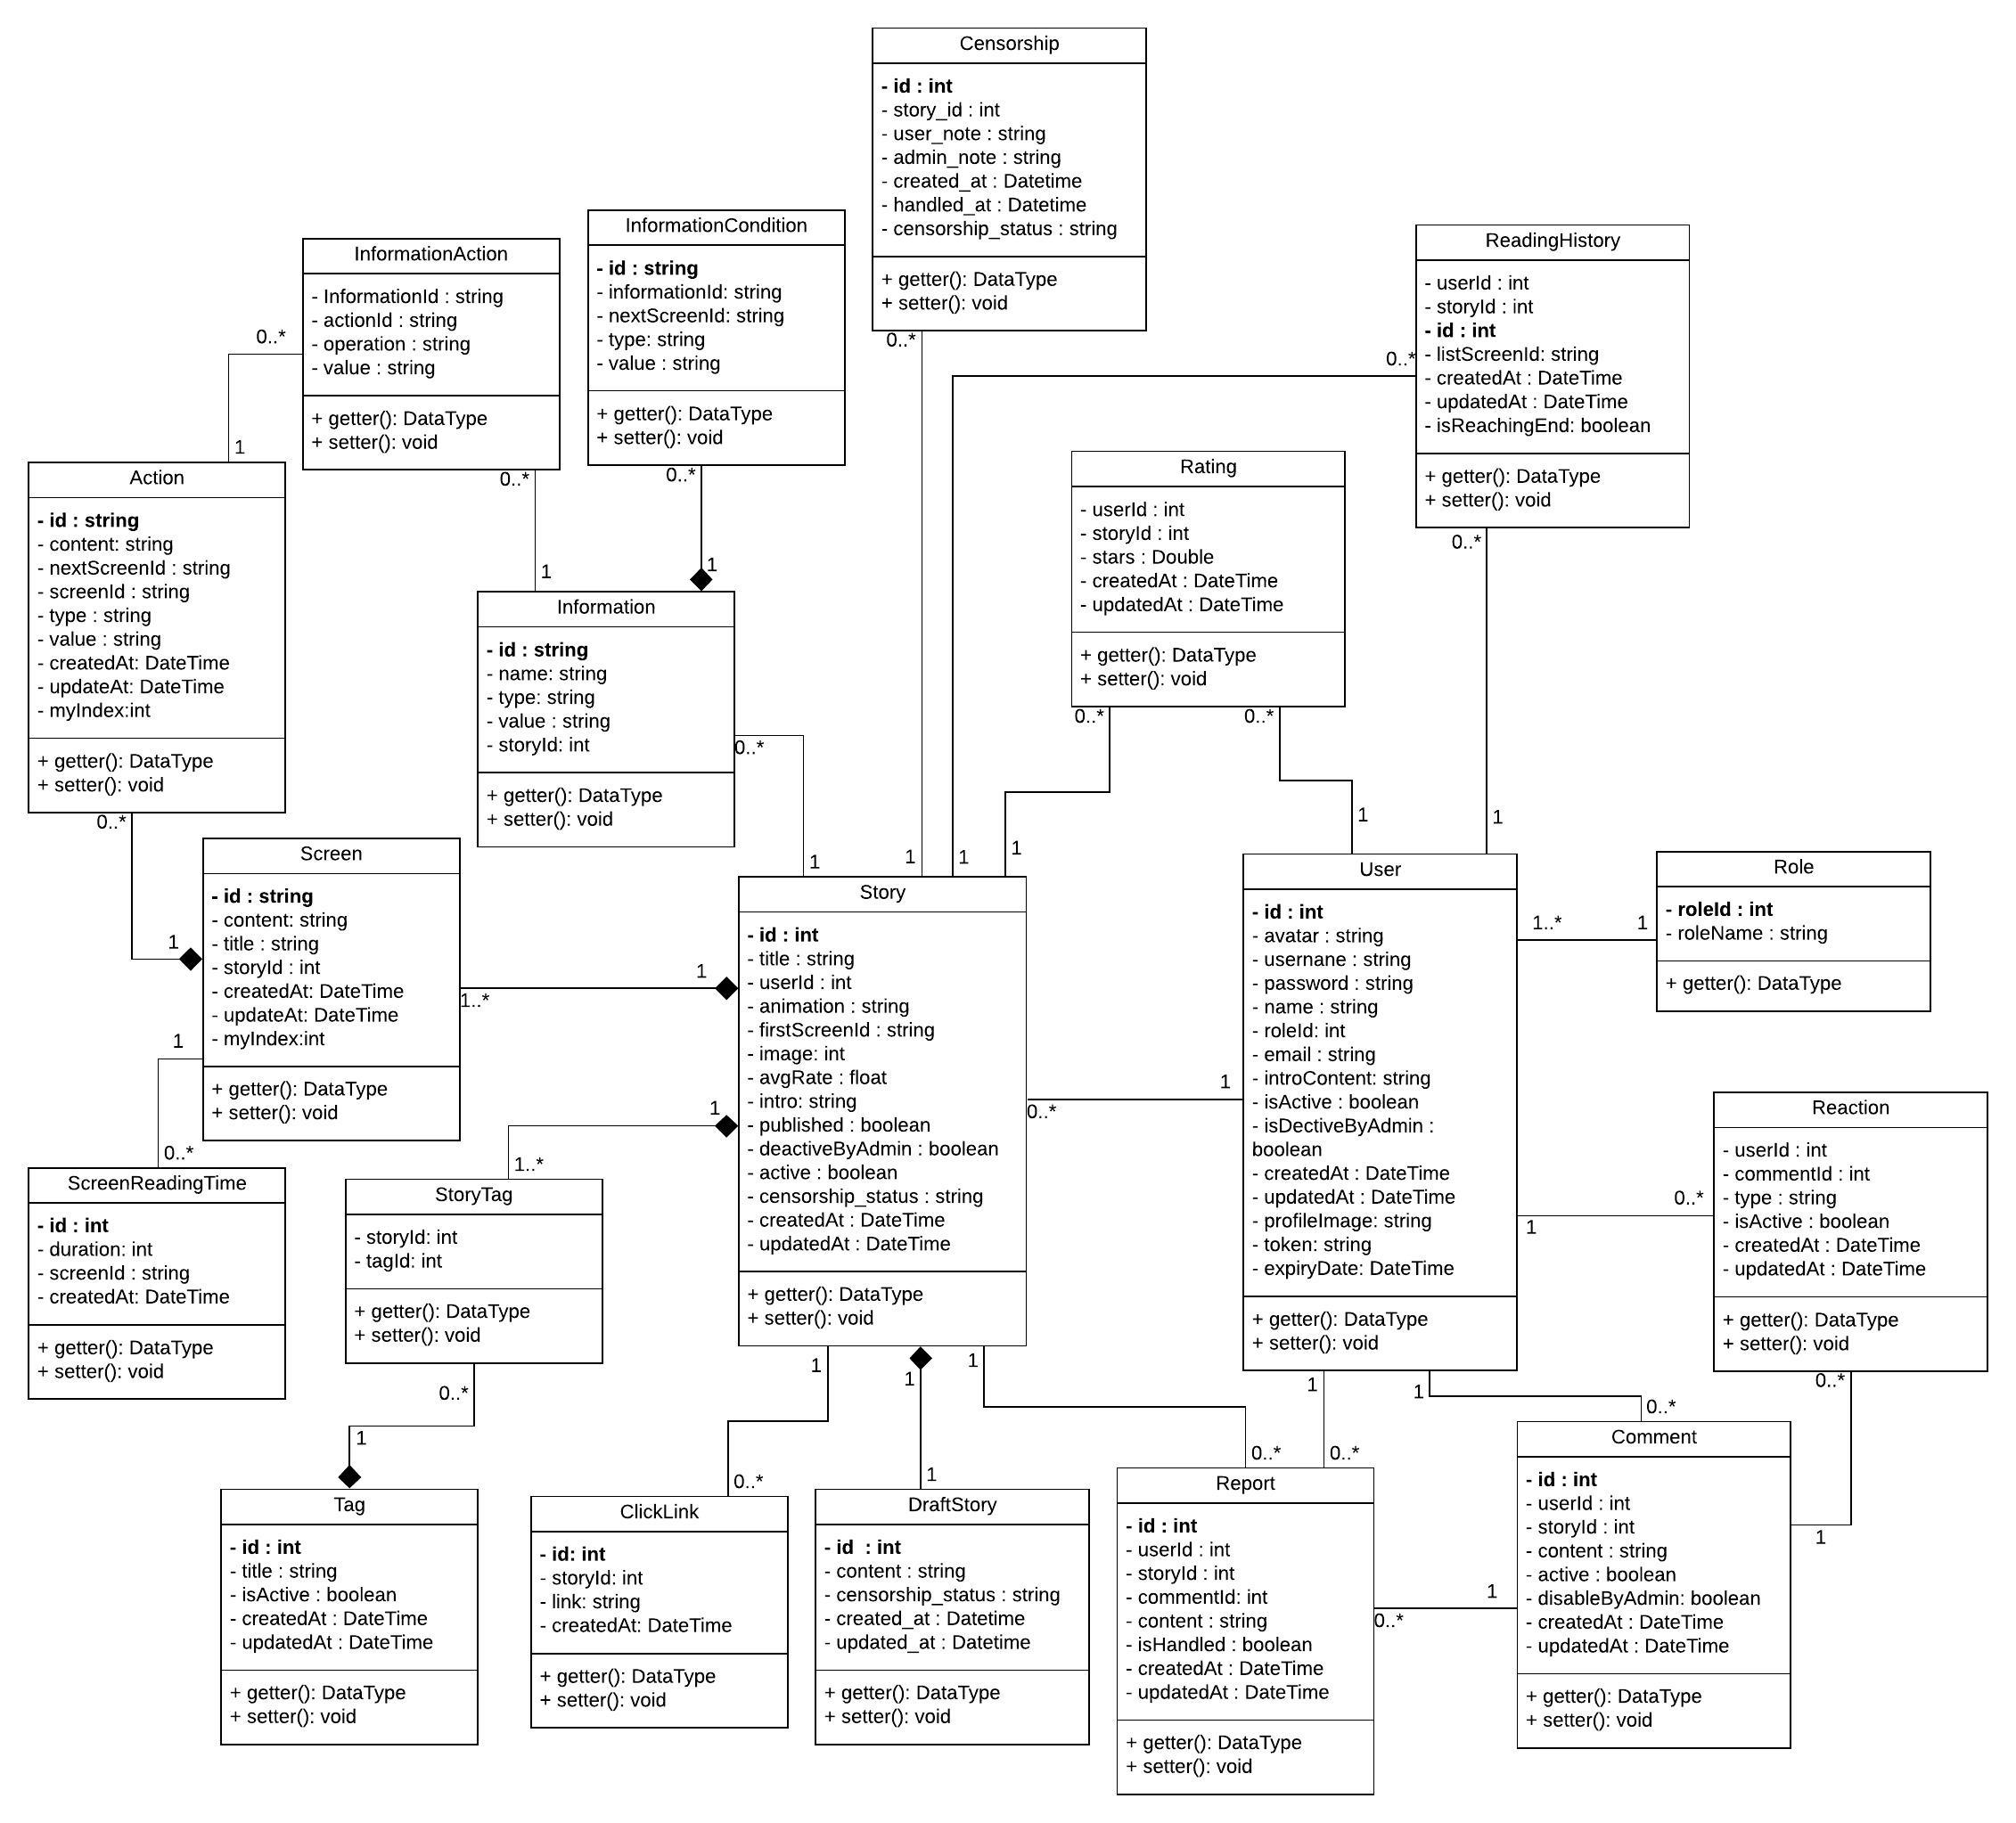 Censorship
- id : int
- story_id : int
- user_note : string
- admin_note : string
- created_at : Datetime
- handled_at : Datetime
- censorship_status : string
+ getter(): DataType
+ setter(): void
0..*
1
InformationCondition
- id : string
- informationId: string
- nextScreenId: string
- type: string
- value : string
+ getter(): DataType
+ setter(): void
0..*
1
InformationAction
- InformationId : string
- actionId : string
- operation : string
- value : string
+ getter(): DataType
+ setter(): void
0..*
1
0..*
1
ReadingHistory
- userId : int
- storyId : int
- id : int
- listScreenId: string
- createdAt : DateTime
- updatedAt : DateTime
- isReachingEnd: boolean
+ getter(): DataType
+ setter(): void
0..*
1
0..*
1
Action
- id : string
- content: string
- nextScreenId : string
- screenId : string
- type : string
- value : string
- createdAt: DateTime
- updateAt: DateTime
- myIndex:int
+ getter(): DataType
+ setter(): void
0..*
1
Rating
- userId : int
- storyId : int
- stars : Double
- createdAt : DateTime
- updatedAt : DateTime
+ getter(): DataType
+ setter(): void
0..*
1
0..*
1
Information
- id : string
- name: string
- type: string
- value : string
- storyId: int
+ getter(): DataType
+ setter(): void
0..*
1
Screen
- id : string
- content: string
- title : string
- storyId : int
- createdAt: DateTime
- updateAt: DateTime
- myIndex:int
+ getter(): DataType
+ setter(): void
1..*
1
1
0..*
Story
- id : int
- title : string
- userId : int
- animation : string
- firstScreenId : string
- image: int
- avgRate : float
- intro: string
- published : boolean
- deactiveByAdmin : boolean
- active : boolean
- censorship_status : string
- createdAt : DateTime
- updatedAt : DateTime
+ getter(): DataType
+ setter(): void
0..*
1
User
- id : int
- avatar : string
- usernane : string
- password : string
- name : string
- roleId: int
- email : string
- introContent: string
- isActive : boolean
- isDectiveByAdmin :
boolean
- createdAt : DateTime
- updatedAt : DateTime
- profileImage: string
- token: string
- expiryDate: DateTime
+ getter(): DataType
+ setter(): void
1..*
1
Role
- roleId : int
- roleName : string
+ getter(): DataType
1
0..*
Reaction
- userId : int
- commentId : int
- type : string
- isActive : boolean
- createdAt : DateTime
- updatedAt : DateTime
+ getter(): DataType
+ setter(): void
0..*
1
ScreenReadingTime
- id : int
- duration: int
- screenId : string
- createdAt: DateTime
+ getter(): DataType
+ setter(): void
1
1..*
StoryTag
- storyId: int
- tagId: int
+ getter(): DataType
+ setter(): void
0..*
1
1
0..*
1
1
1
0..*
1
0..*
1
0..*
Tag
- id : int
- title : string
- isActive : boolean
- createdAt : DateTime
- updatedAt : DateTime
+ getter(): DataType
+ setter(): void
ClickLink
- id: int
- storyId: int
- link: string
- createdAt: DateTime
+ getter(): DataType
+ setter(): void
DraftStory
- id : int
- content : string
- censorship_status : string
- created_at : Datetime
- updated_at : Datetime
+ getter(): DataType
+ setter(): void
Report
- id : int
- userId : int
- storyId : int
- commentId: int
- content : string
- isHandled : boolean
- createdAt : DateTime
- updatedAt : DateTime
+ getter(): DataType
+ setter(): void
0..*
1
Comment
- id : int
- userId : int
- storyId : int
- content : string
- active : boolean
- disableByAdmin: boolean
- createdAt : DateTime
- updatedAt : DateTime
+ getter(): DataType
+ setter(): void